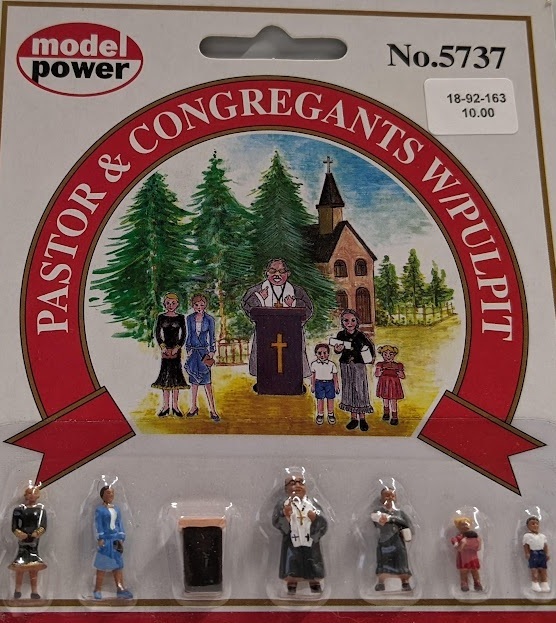 model
power
No.5737
18-92-163
10.00
PASTOR & CONGREGANTS W/PULPIT